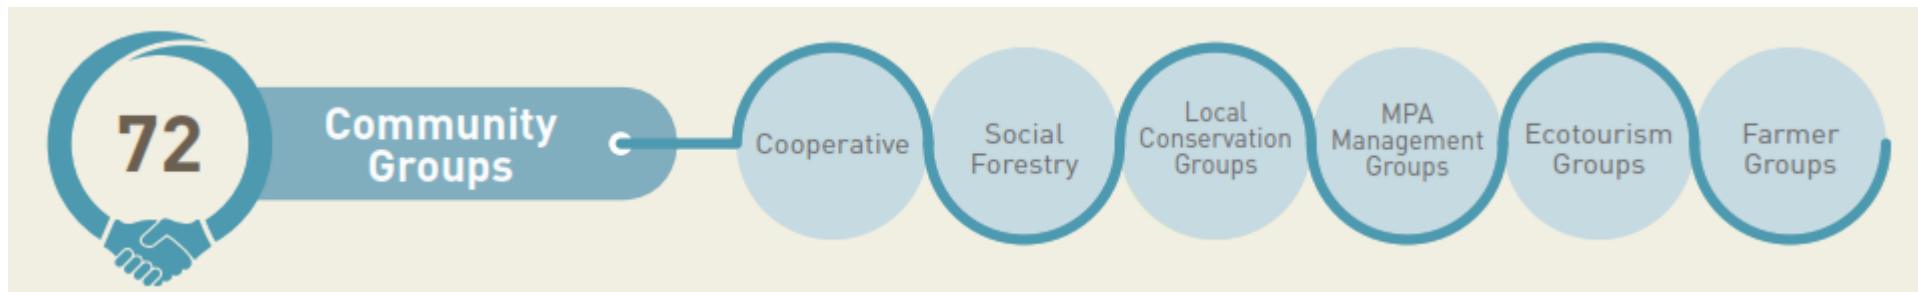 72
Community
Groups
Cooperative
Social
Forestry
Local
Conservation
Groups
MPA
Management
Groups
Ecotourism
Groups
Farmer
Groups